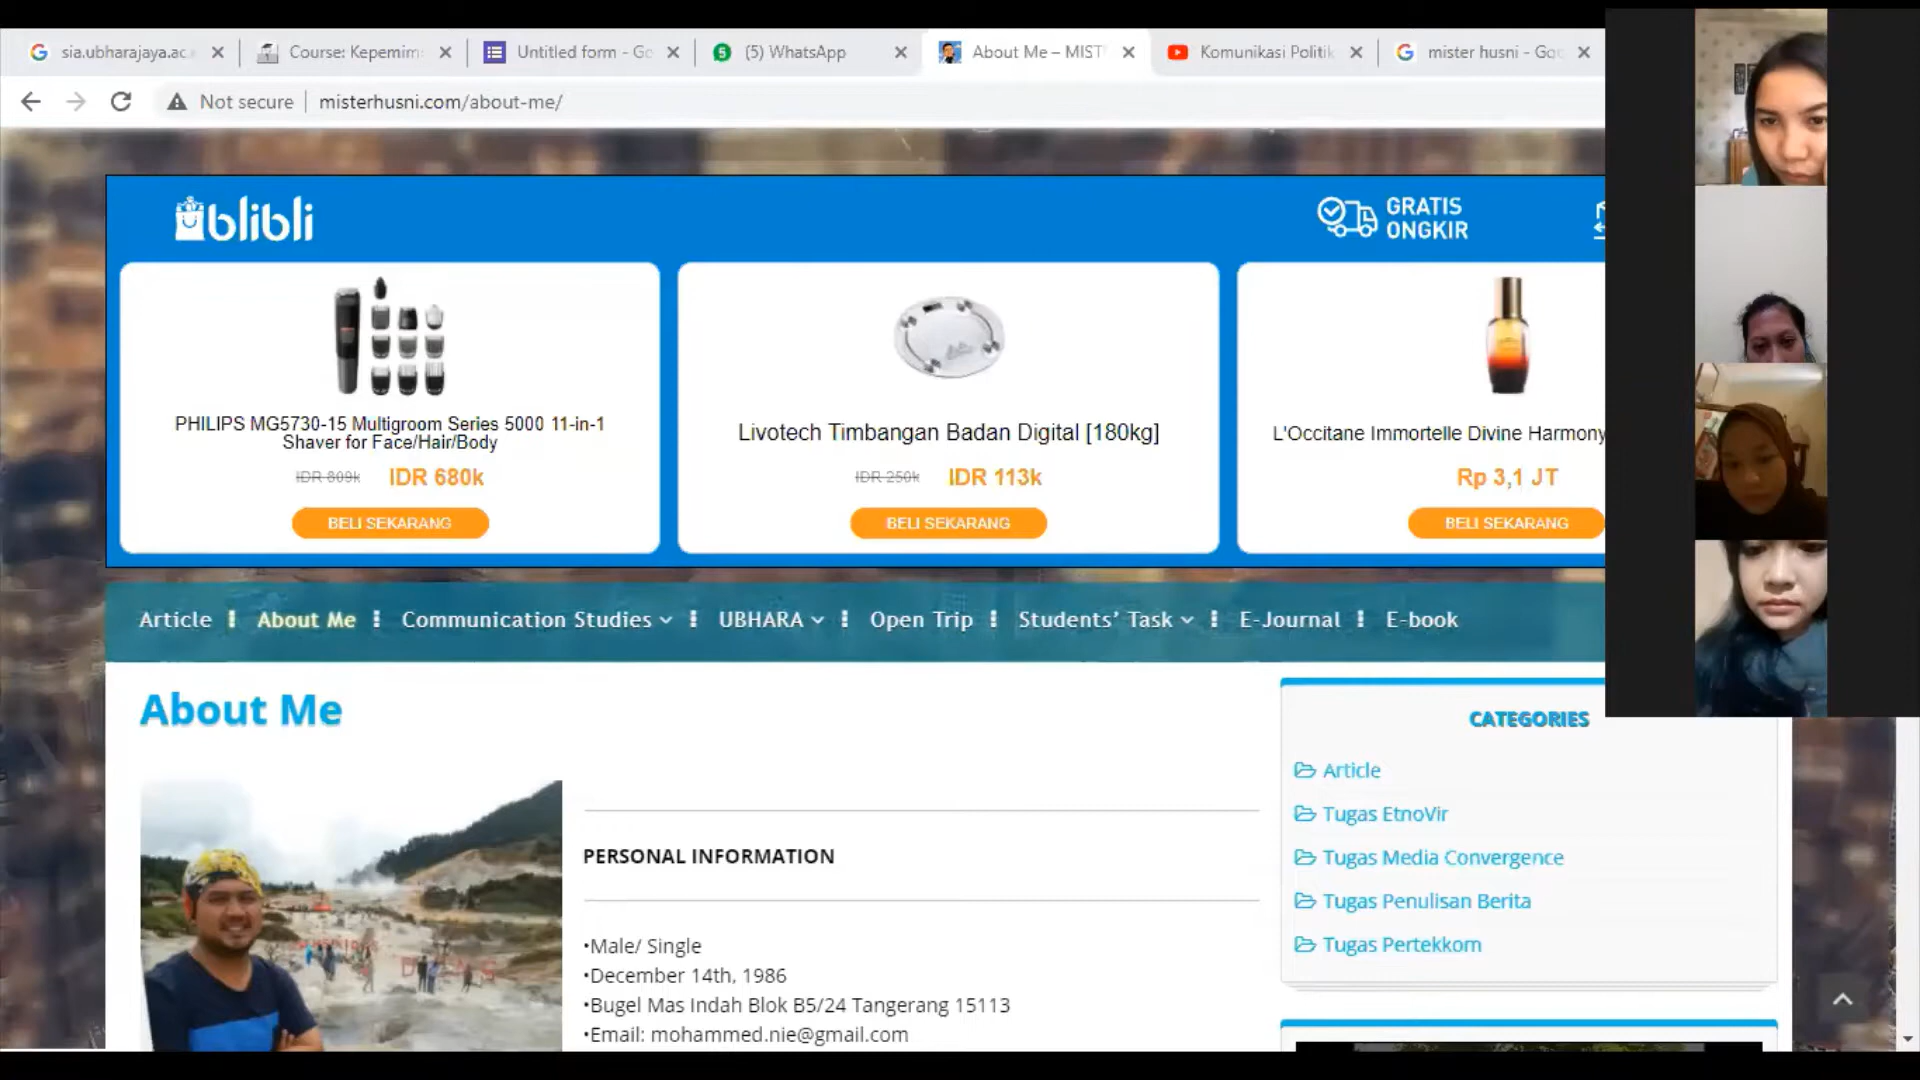 sia.ubharajaya.ac.
Course: Kepemim
Untitled form - Go
(5) WhatsApp
About Me – MIST
Komunikasi Politik
mister husni - Goo
Not secure
misterhusni.com/about-me/
blibli
GRATIS
ONGKIR
PHILIPS MG5730-15 Multigroom Series 5000 11-in-1
Shaver for Face/Hair/Body
IDR 809k IDR 680k
BELI SEKARANG
Livotech Timbangan Badan Digital [180kg]
IDR 250k IDR 113k
BELI SEKARANG
L'Occitane Immortelle Divine Harmony
Rp 3,1 JT
BELI SEKARANG
Article About Me Communication Studies UBHARA Open Trip Students’ Task E-Journal E-book
About Me
PERSONAL INFORMATION
•Male/ Single
•December 14th, 1986
•Bugel Mas Indah Blok B5/24 Tangerang 15113
•Email: mohammed.nie@gmail.com
CATEGORIES
Article
Tugas EtnoVir
Tugas Media Convergence
Tugas Penulisan Berita
Tugas Pertekkom